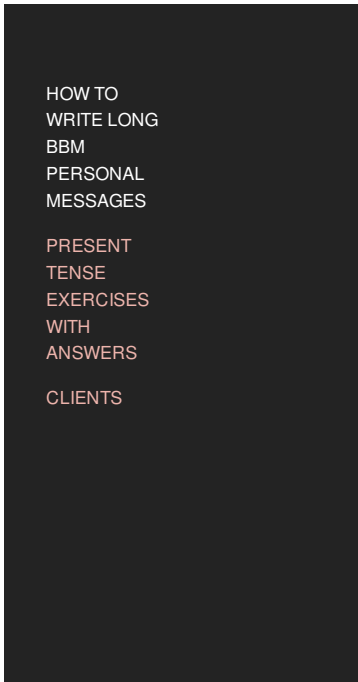 HOW TO
WRITE LONG
BBM
PERSONAL
MESSAGES
PRESENT
TENSE
EXERCISES
WITH
ANSWERS
CLIENTS